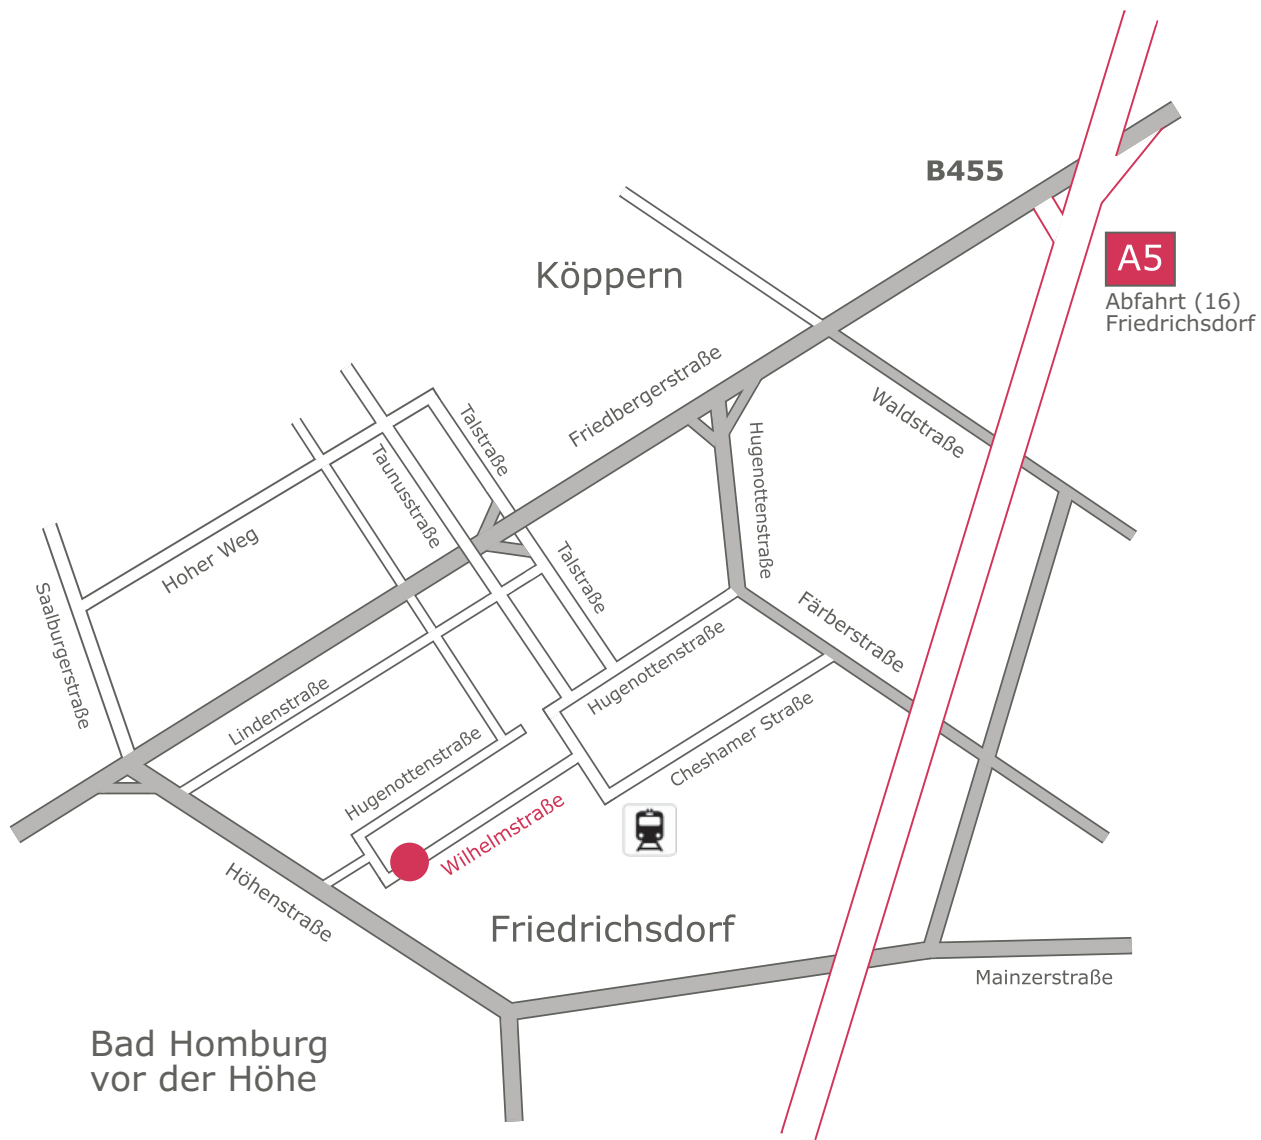 B455
A5
Abfahrt (16)
Friedrichsdorf
Köppern
Friedbergerstraße
Waldstraße
Talstraße
Taunusstraße
Hugenottenstraße
Hoher Weg
Talstraße
Saalburgerstraße
Färberstraße
Hugenottenstraße
Lindenstraße
Cheshamer Straße
Hugenottenstraße
Wilhelmstraße
Höhenstraße
Friedrichsdorf
Mainzerstraße
Bad Homburg
vor der Höhe